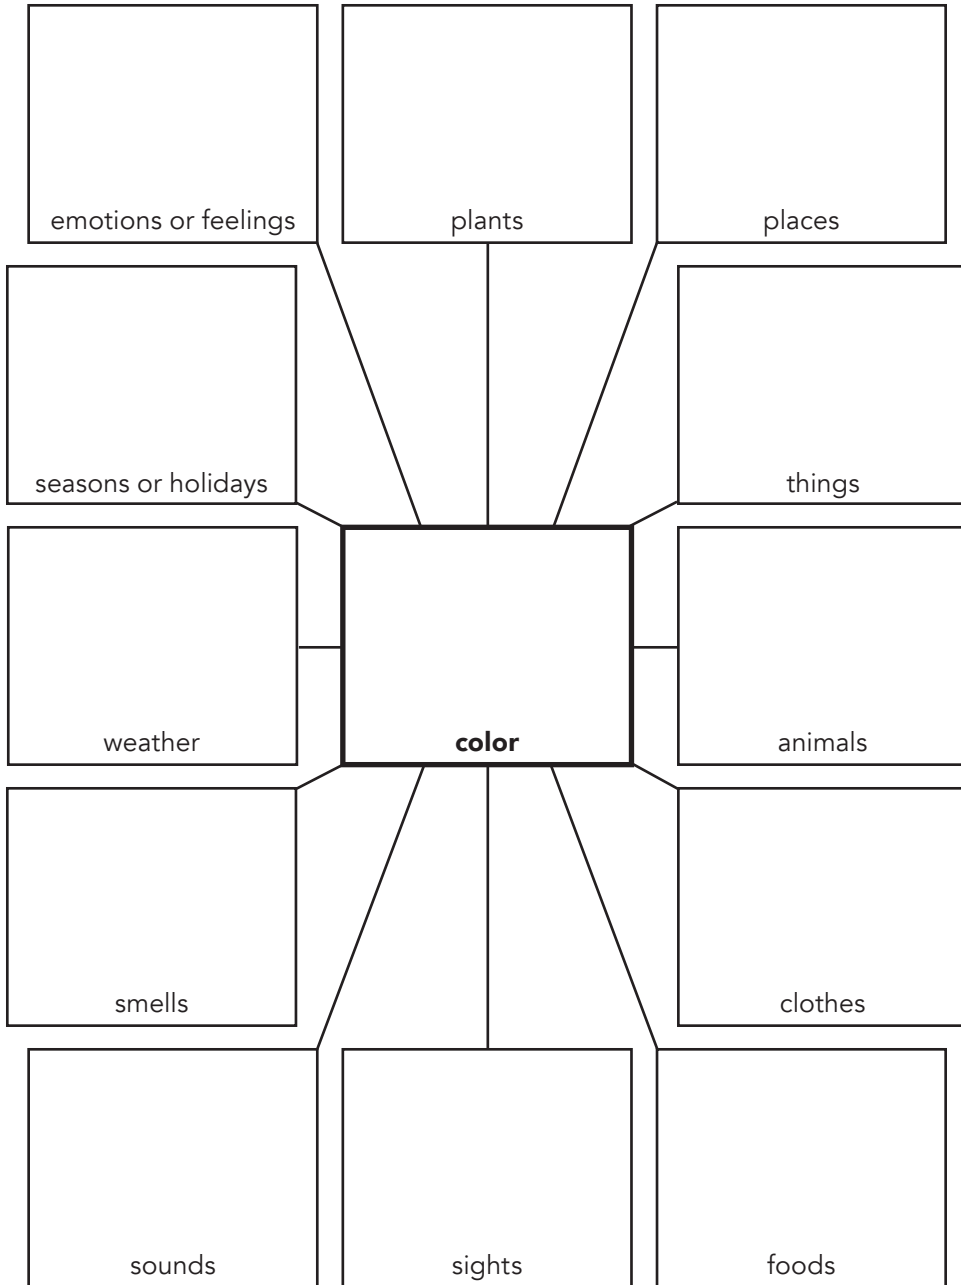 emotions or feelings
plants
places
seasons or holidays
things
weather
color
animals
smells
clothes
sounds
sights
foods